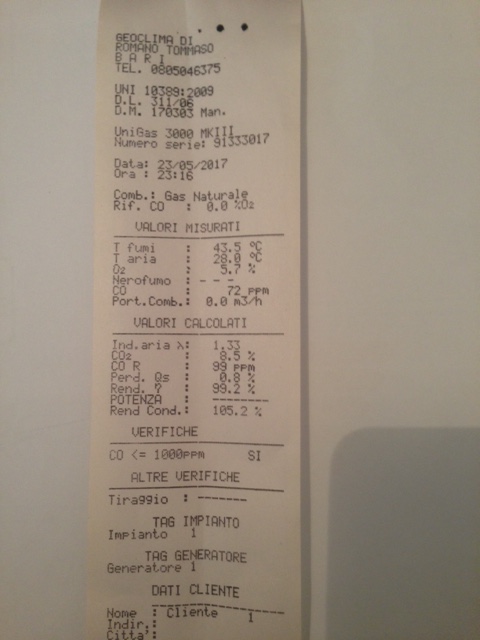 GEOCLIMA DI
ROMANO TOMMASO
B A R I
TEL. 0805046375
UNI 10389:2009
D.L. 311/06
D.M. 170303 Man.
UniGas 3000 MKIII
Numero serie: 91333017
Data: 23/05/2017
Ora : 23:16
Comb.: Gas Naturale
Rif. CO : 0.0 %O2
VALORI MISURATI
T fumi : 43.5 °C
T aria : 28.0 °C
O2 : 5.7 %
Nerofumo : - - -
CO : 72 ppm
Port.Comb.: 0.0 m3/h
VALORI CALCOLATI
Ind.aria λ: 1.33
CO2 : 8.5 %
CO R : 99 ppm
Perd. Qs : 0.8 %
Rend. ? : 99.2 %
POTENZA : --------
Rend Cond.: 105.2 %
VERIFICHE
CO <= 1000ppm SI
ALTRE VERIFICHE
Tiraggio : -------
TAG IMPIANTO
Impianto 1
TAG GENERATORE
Generatore 1
DATI CLIENTE
Nome : Cliente 1
Indir.:
Citta':